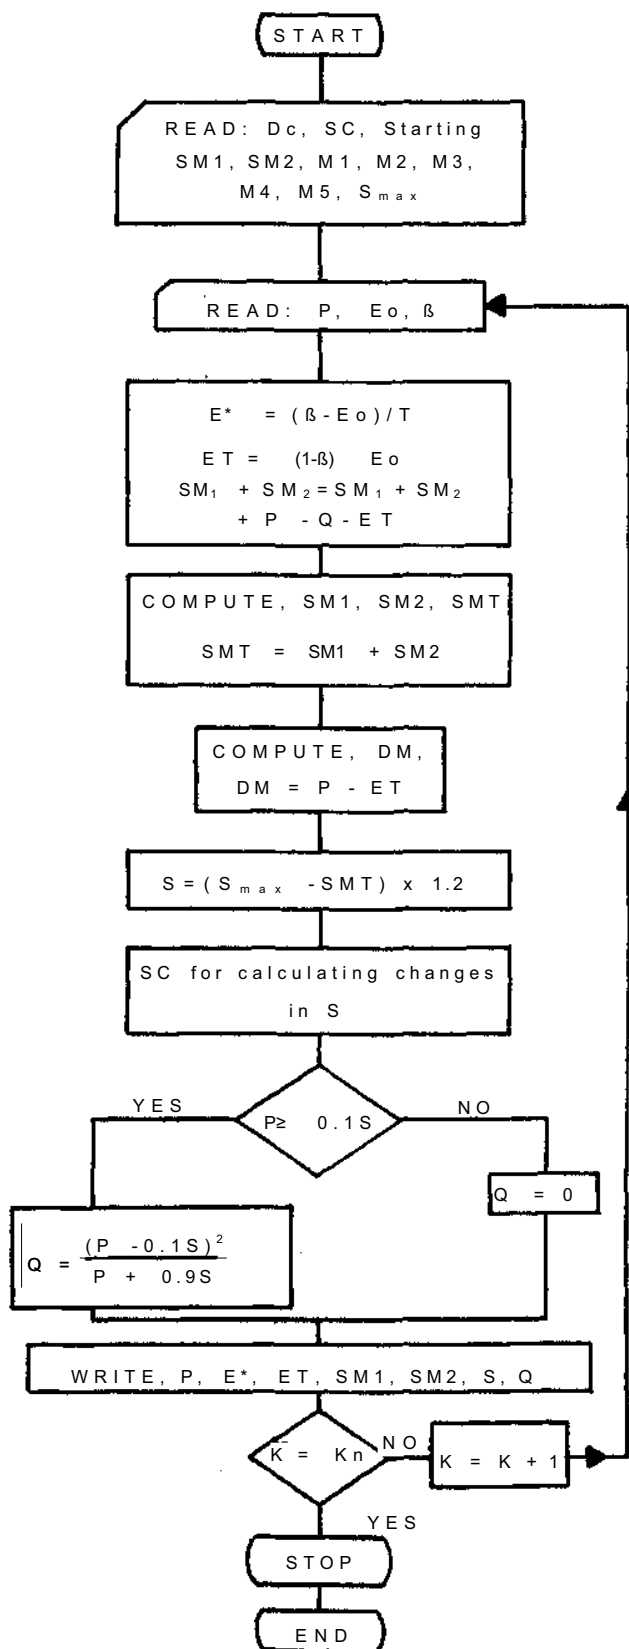 START
READ: Dc, SC, Starting
SM1, SM2, M1, M2, M3,
M4, M5, Smax
READ: P, Eo, ß
E* = (ß-Eo)/T
ET = (1-ß) Eo
SM₁ + SM₂ = SM₁ + SM₂
+ P - Q - ET
COMPUTE, SM1, SM2, SMT
SMT = SM1 + SM2
COMPUTE, DM,
DM = P - ET
S = (Smax -SMT) x 1.2
SC for calculating changes
in S
YES
P≥ 0.1S
NO
Q = 0
Q = (P -0.1S)²
P + 0.9S
WRITE, P, E*, ET, SM1, SM2, S, Q
K = Kn
NO
K = K + 1
YES
STOP
END